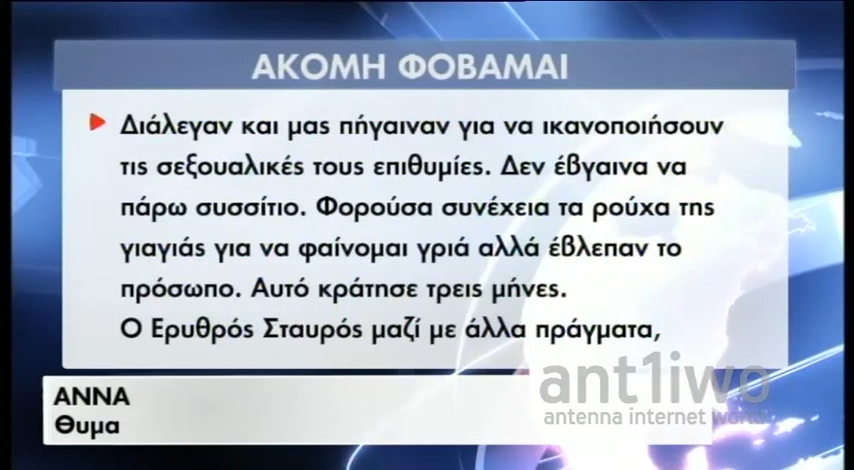 ΑΚΟΜΗ ΦΟΒΑΜΑΙ
Διάλεγαν και μας πήγαιναν για να ικανοποιήσουν
τις σεξουαλικές τους επιθυμίες. Δεν έβγαινα να
πάρω συσσίτιο. Φορούσα συνέχεια τα ρούχα της
γιαγιάς για να φαίνομαι γριά αλλά έβλεπαν το
πρόσωπο. Αυτό κράτησε τρεις μήνες.
Ο Ερυθρός Σταυρός μαζί με άλλα πράγματα,
ΑΝΝΑ
Θυμα
ant1iwo
antenna internet world